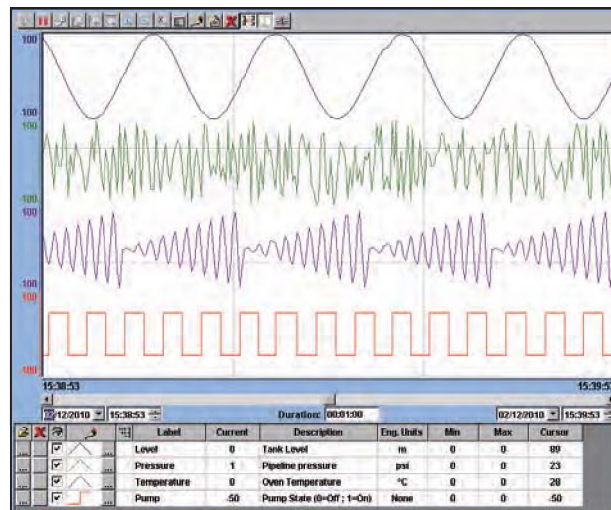 100
100
100
-100
100
-100
100
-100
15:38:53
15:39:53
/12/2010 15:38:53 Duration: 00:01:00 02/12/2010 15:39:53
Label Current Description Eng. Units Min Max Cursor
Level 0 Tank Level m 0 0 89
Pressure 1 Pipeline pressure psi 0 0 23
Temperature 0 Oven Temperature °C 0 0 28
Pump -50 Pump State (0=Off ; 1=On) None 0 0 -50